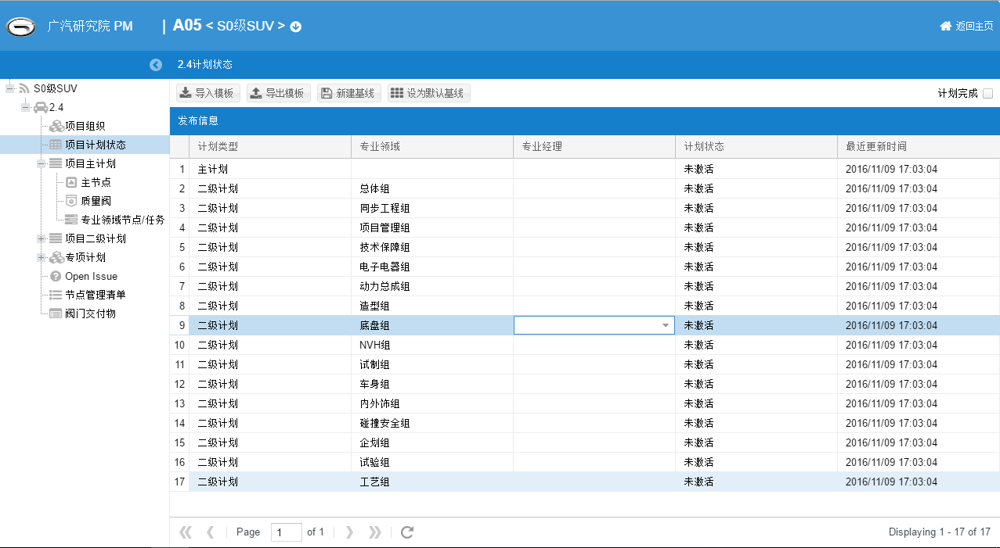 广汽研究院 PM | A05 < S0级SUV > 返回主页
2.4计划状态
S0级SUV
2.4
项目组织
项目计划状态
项目主计划
主节点
质量阀
专业领域节点/任务
项目二级计划
专项计划
Open Issue
节点管理清单
阀门交付物
导入模板 导出模板 新建基线 设为默认基线 计划完成
发布信息
计划类型 专业领域 专业经理 计划状态 最近更新时间
1 主计划 未激活 2016/11/09 17:03:04
2 二级计划 总体组 未激活 2016/11/09 17:03:04
3 二级计划 同步工程组 未激活 2016/11/09 17:03:04
4 二级计划 项目管理组 未激活 2016/11/09 17:03:04
5 二级计划 技术保障组 未激活 2016/11/09 17:03:04
6 二级计划 电子电器组 未激活 2016/11/09 17:03:04
7 二级计划 动力总成组 未激活 2016/11/09 17:03:04
8 二级计划 造型组 未激活 2016/11/09 17:03:04
9 二级计划 底盘组 未激活 2016/11/09 17:03:04
10 二级计划 NVH组 未激活 2016/11/09 17:03:04
11 二级计划 试制组 未激活 2016/11/09 17:03:04
12 二级计划 车身组 未激活 2016/11/09 17:03:04
13 二级计划 内外饰组 未激活 2016/11/09 17:03:04
14 二级计划 碰撞安全组 未激活 2016/11/09 17:03:04
15 二级计划 企划组 未激活 2016/11/09 17:03:04
16 二级计划 试验组 未激活 2016/11/09 17:03:04
17 二级计划 工艺组 未激活 2016/11/09 17:03:04
Page 1 of 1 Displaying 1 - 17 of 17